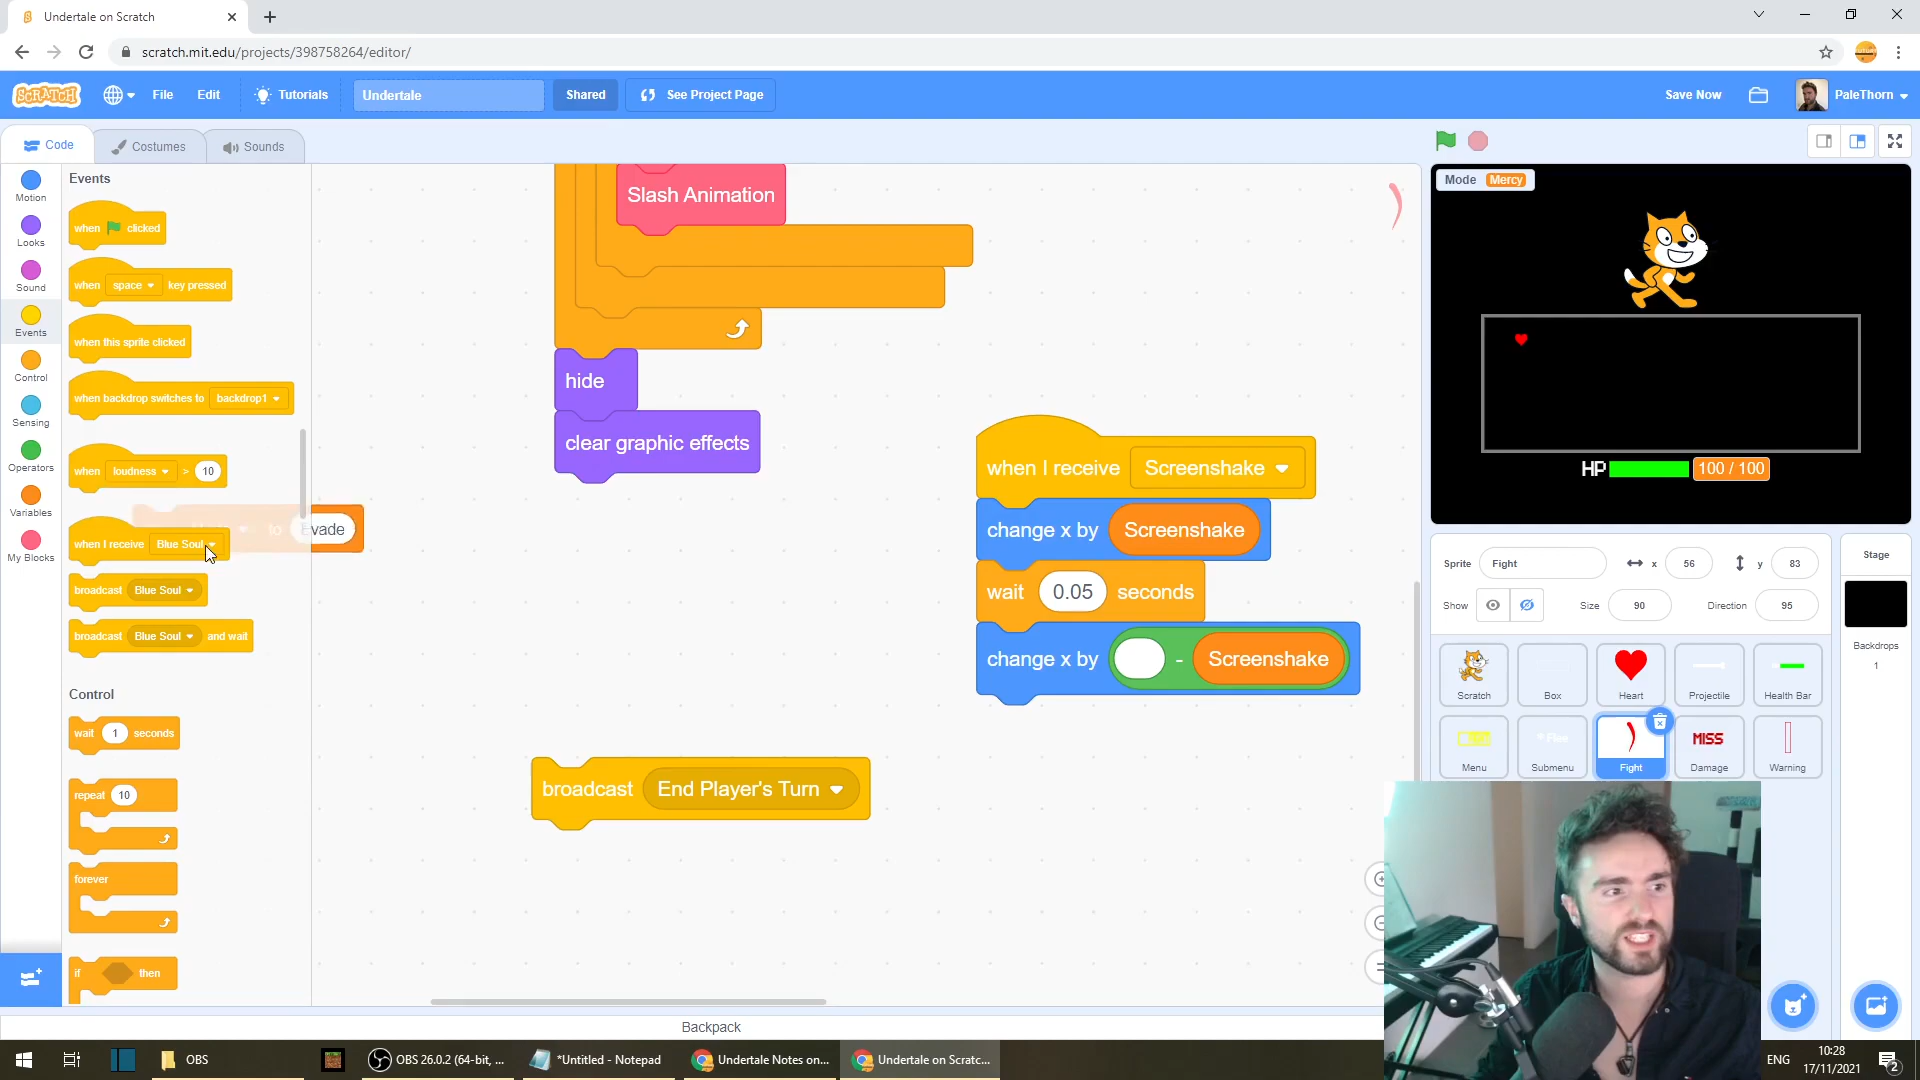 Undertale on Scratch
scratch.mit.edu/projects/398758264/editor/
SCRATCH
File
Edit
Tutorials
Undertale
Shared
See Project Page
Save Now
PaleThorn
Code
Costumes
Sounds
Motion
Looks
Sound
Events
Control
Sensing
Operators
Variables
My Blocks
Events
when clicked
when space key pressed
when this sprite clicked
when backdrop switches to backdrop1
when loudness > 10
when I receive Blue Soul
broadcast Blue Soul
broadcast Blue Soul and wait
Control
wait 1 seconds
repeat 10
forever
if then
to Evade
Slash Animation
hide
clear graphic effects
broadcast End Player's Turn
when I receive Screenshake
change x by Screenshake
wait 0.05 seconds
change x by - Screenshake
Backpack
Mode Mercy
HP 100 / 100
Sprite Fight x 56 y 83
Show Size 90 Direction 95
Scratch
Box
Heart
Projectile
Health Bar
Menu
Submenu
Fight
MISS
Damage
Warning
Stage
Backdrops
1
OBS
OBS 26.0.2 (64-bit, ...
*Untitled - Notepad
Undertale Notes on...
Undertale on Scratc...
ENG
10:28
17/11/2021
2